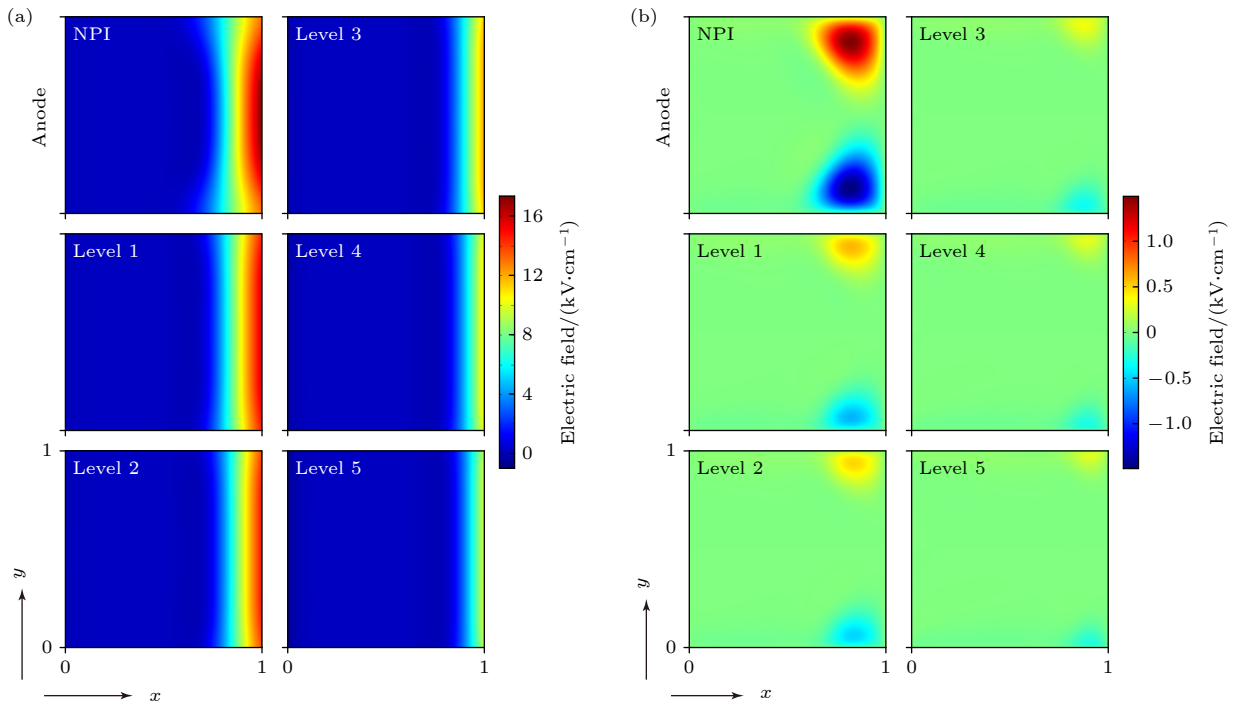 (a)
NPI
Level 3
Anode
Level 1
Level 4
Level 2
Level 5
1
0
y
0
1
0
1
x
16
12
8
4
0
Electric field/(kV·cm−1)
(b)
NPI
Level 3
Anode
Level 1
Level 4
Level 2
Level 5
1
0
y
0
1
0
1
x
1.0
0.5
0
−0.5
−1.0
Electric field/(kV·cm−1)